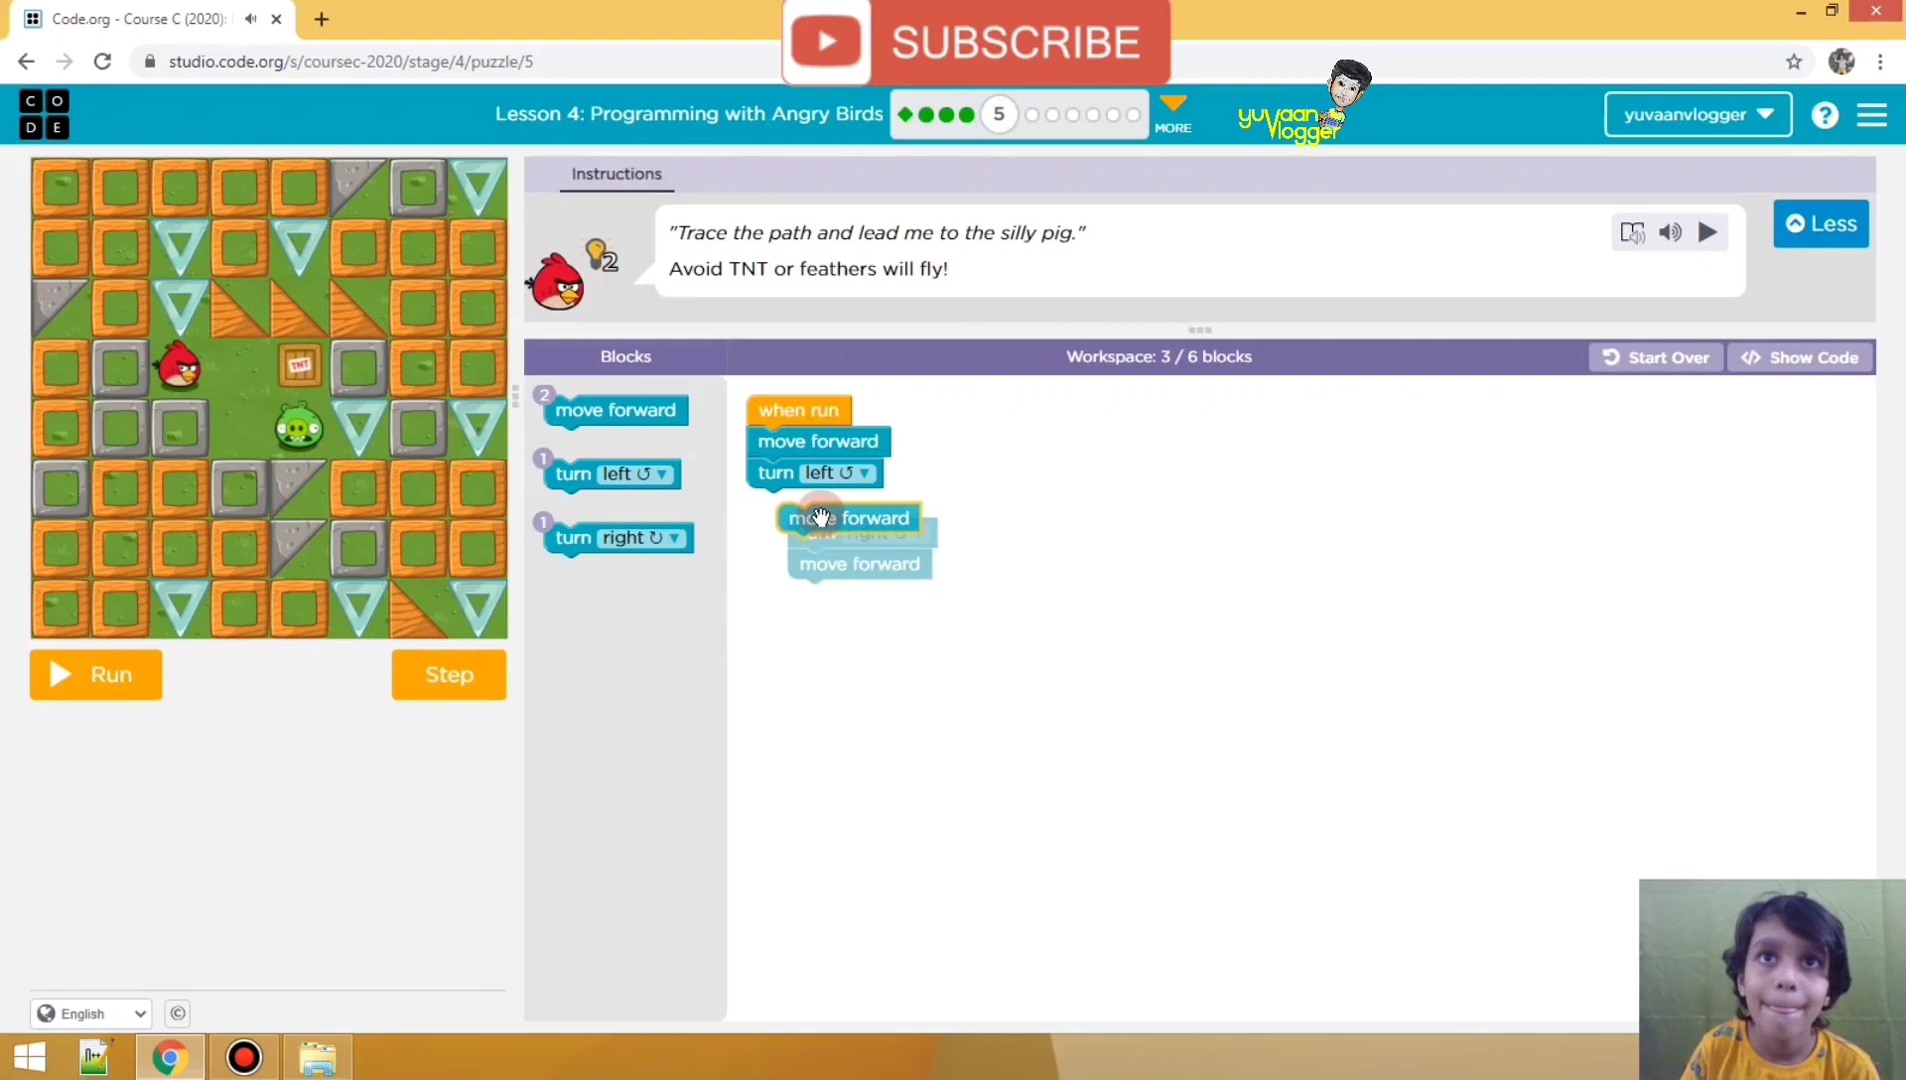 Code.org - Course C (2020):
SUBSCRIBE
studio.code.org/s/coursec-2020/stage/4/puzzle/5
C O
D E
Lesson 4: Programming with Angry Birds
5
MORE
yuvaan
Vlogger
yuvaanvlogger
?
Instructions
2
"Trace the path and lead me to the silly pig."
Avoid TNT or feathers will fly!
Less
TNT
Blocks
Workspace: 3 / 6 blocks
Start Over
</> Show Code
2
move forward
1
turn left ↺
1
turn right ↻
when run
move forward
turn left ↺
move forward
turn right
move forward
Run
Step
English
©